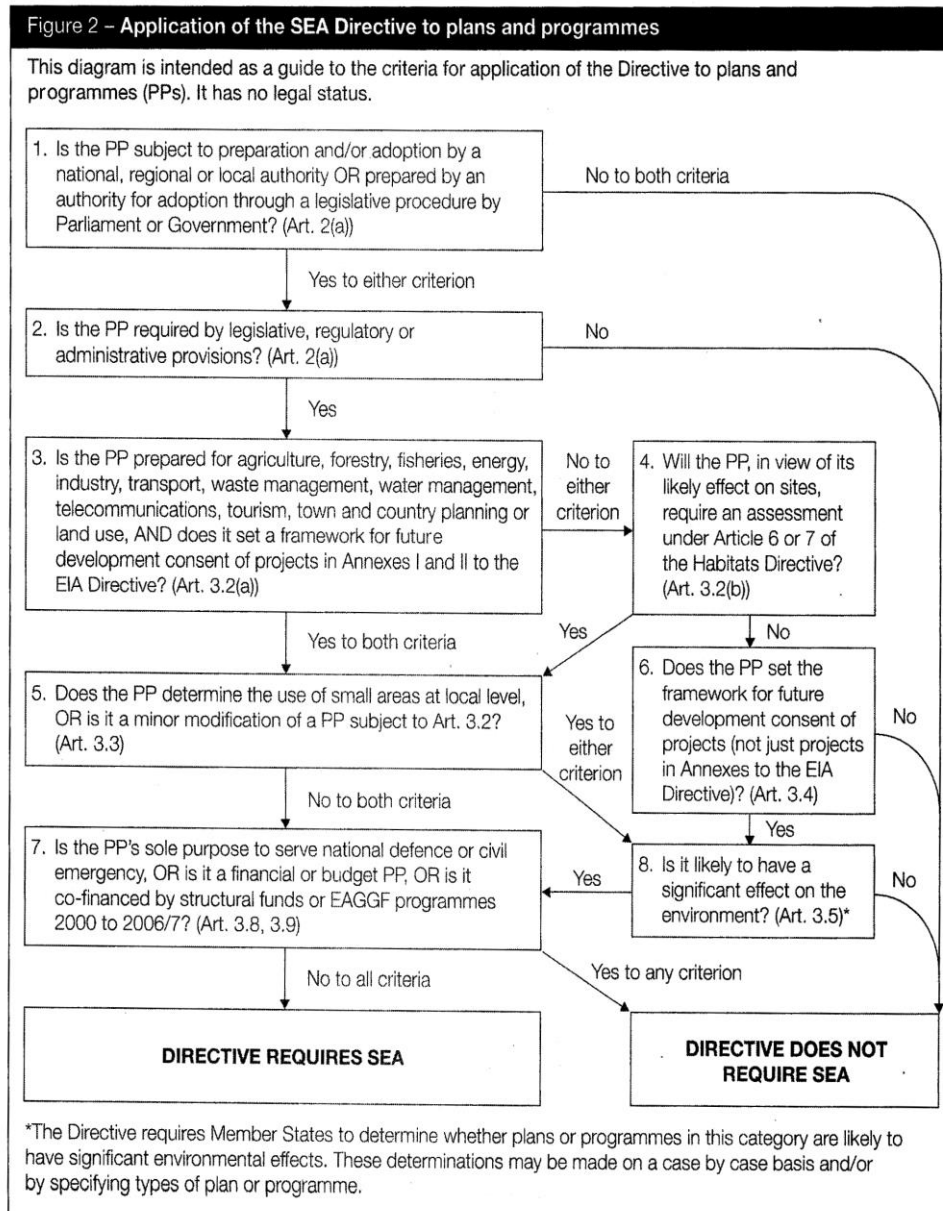 Figure 2 – Application of the SEA Directive to plans and programmes
This diagram is intended as a guide to the criteria for application of the Directive to plans and
programmes (PPs). It has no legal status.
1. Is the PP subject to preparation and/or adoption by a
national, regional or local authority OR prepared by an
authority for adoption through a legislative procedure by
Parliament or Government? (Art. 2(a))
No to both criteria
Yes to either criterion
2. Is the PP required by legislative, regulatory or
administrative provisions? (Art. 2(a))
No
Yes
3. Is the PP prepared for agriculture, forestry, fisheries, energy,
industry, transport, waste management, water management,
telecommunications, tourism, town and country planning or
land use, AND does it set a framework for future
development consent of projects in Annexes I and II to the
EIA Directive? (Art. 3.2(a))
No to
either
criterion
4. Will the PP, in view of its
likely effect on sites,
require an assessment
under Article 6 or 7 of
the Habitats Directive?
(Art. 3.2(b))
Yes to both criteria
Yes
No
5. Does the PP determine the use of small areas at local level,
OR is it a minor modification of a PP subject to Art. 3.2?
(Art. 3.3)
Yes to
either
criterion
6. Does the PP set the
framework for future
development consent of
projects (not just projects
in Annexes to the EIA
Directive)? (Art. 3.4)
No
No to both criteria
Yes
7. Is the PP's sole purpose to serve national defence or civil
emergency, OR is it a financial or budget PP, OR is it
co-financed by structural funds or EAGGF programmes
2000 to 2006/7? (Art. 3.8, 3.9)
Yes
8. Is it likely to have a
significant effect on the
environment? (Art. 3.5)*
No
No to all criteria
Yes to any criterion
DIRECTIVE REQUIRES SEA
DIRECTIVE DOES NOT
REQUIRE SEA
*The Directive requires Member States to determine whether plans or programmes in this category are likely to
have significant environmental effects. These determinations may be made on a case by case basis and/or
by specifying types of plan or programme.